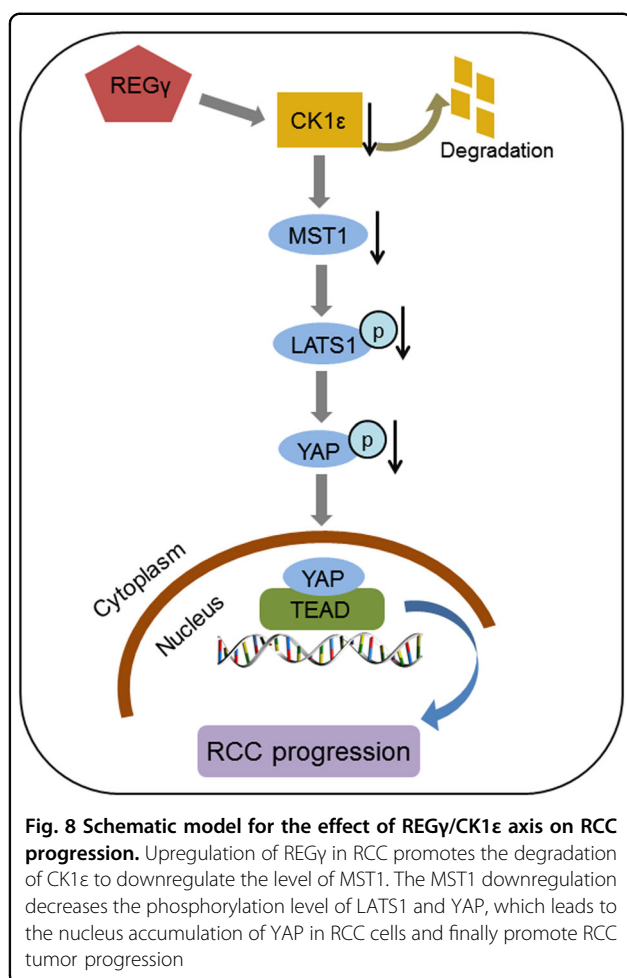 REGγ
CK1ε
Degradation
MST1
LATS1 p
YAP p
Cytoplasm
Nucleus
YAP
TEAD
RCC progression
Fig. 8 Schematic model for the effect of REGγ/CK1ε axis on RCC
progression. Upregulation of REGγ in RCC promotes the degradation
of CK1ε to downregulate the level of MST1. The MST1 downregulation
decreases the phosphorylation level of LATS1 and YAP, which leads to
the nucleus accumulation of YAP in RCC cells and finally promote RCC
tumor progression